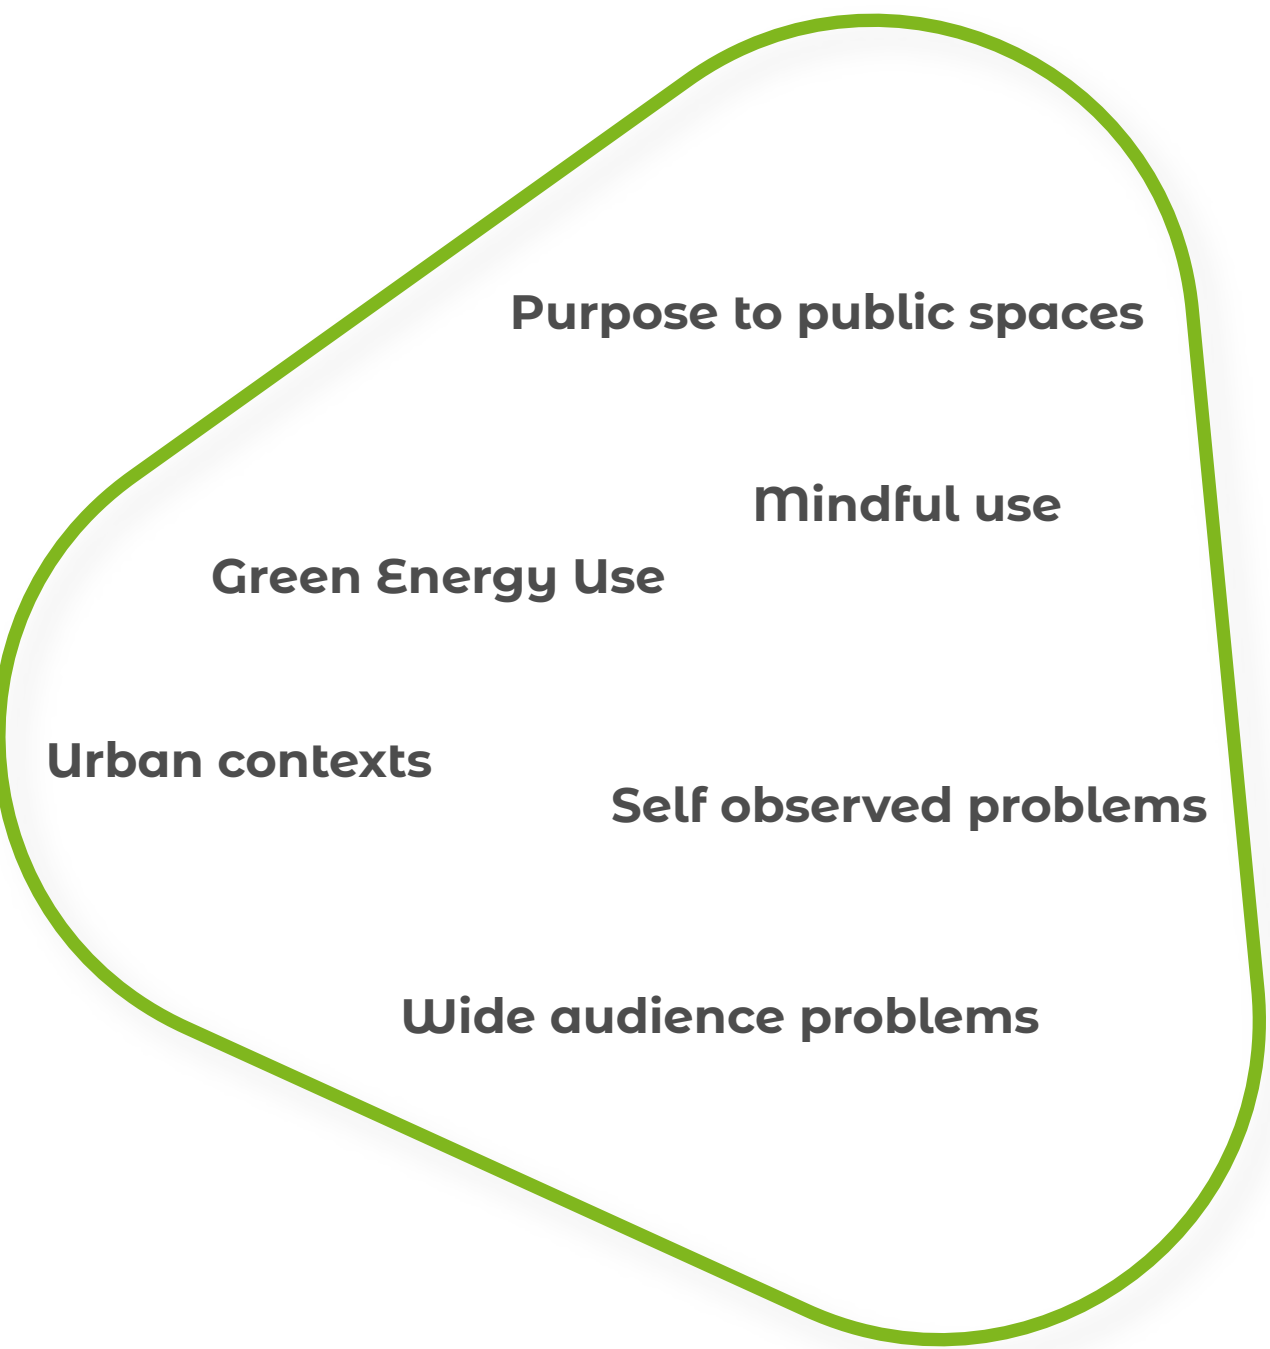 Purpose to public spaces
Mindful use
Green Energy Use
Urban contexts
Self observed problems
Wide audience problems